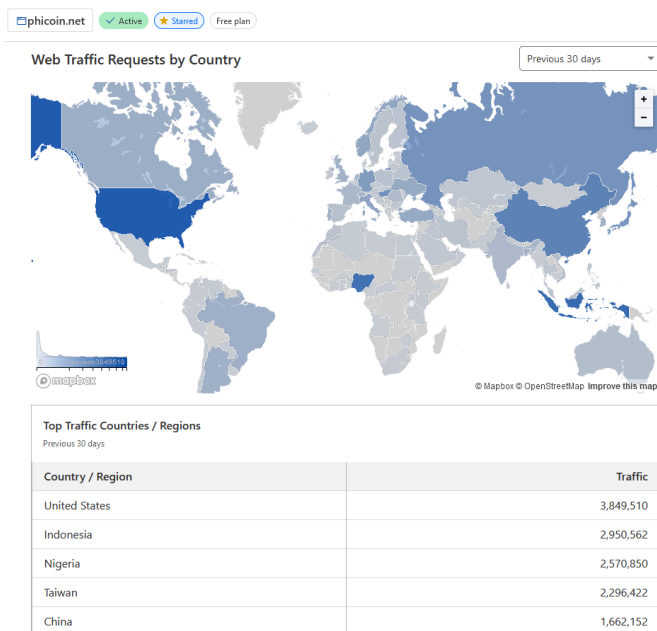 phicoin.net Active Starred Free plan
Web Traffic Requests by Country
Previous 30 days
+
−
0
3849510
mapbox
© Mapbox © OpenStreetMap Improve this map
Top Traffic Countries / Regions
Previous 30 days
Country / Region Traffic
United States 3,849,510
Indonesia 2,950,562
Nigeria 2,570,850
Taiwan 2,296,422
China 1,662,152